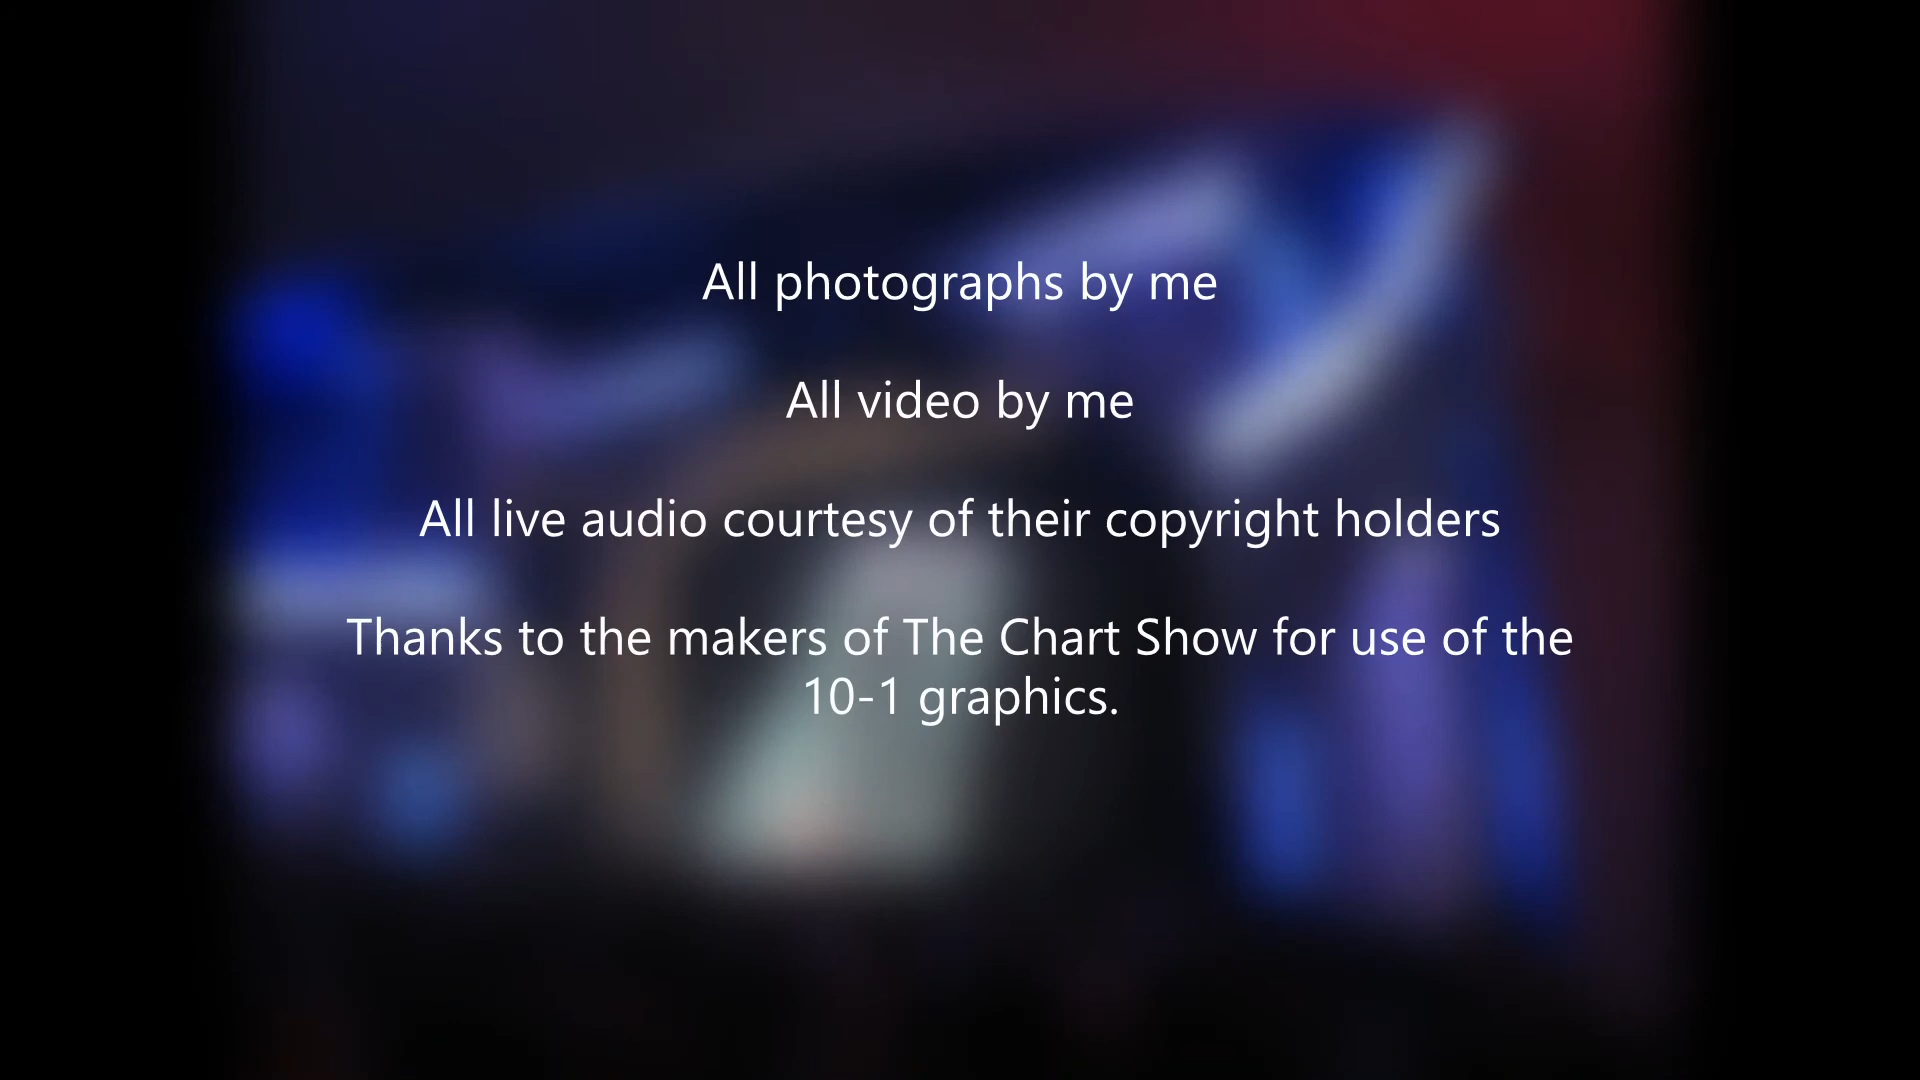 All photographs by me
All video by me
All live audio courtesy of their copyright holders
Thanks to the makers of The Chart Show for use of the
10-1 graphics.